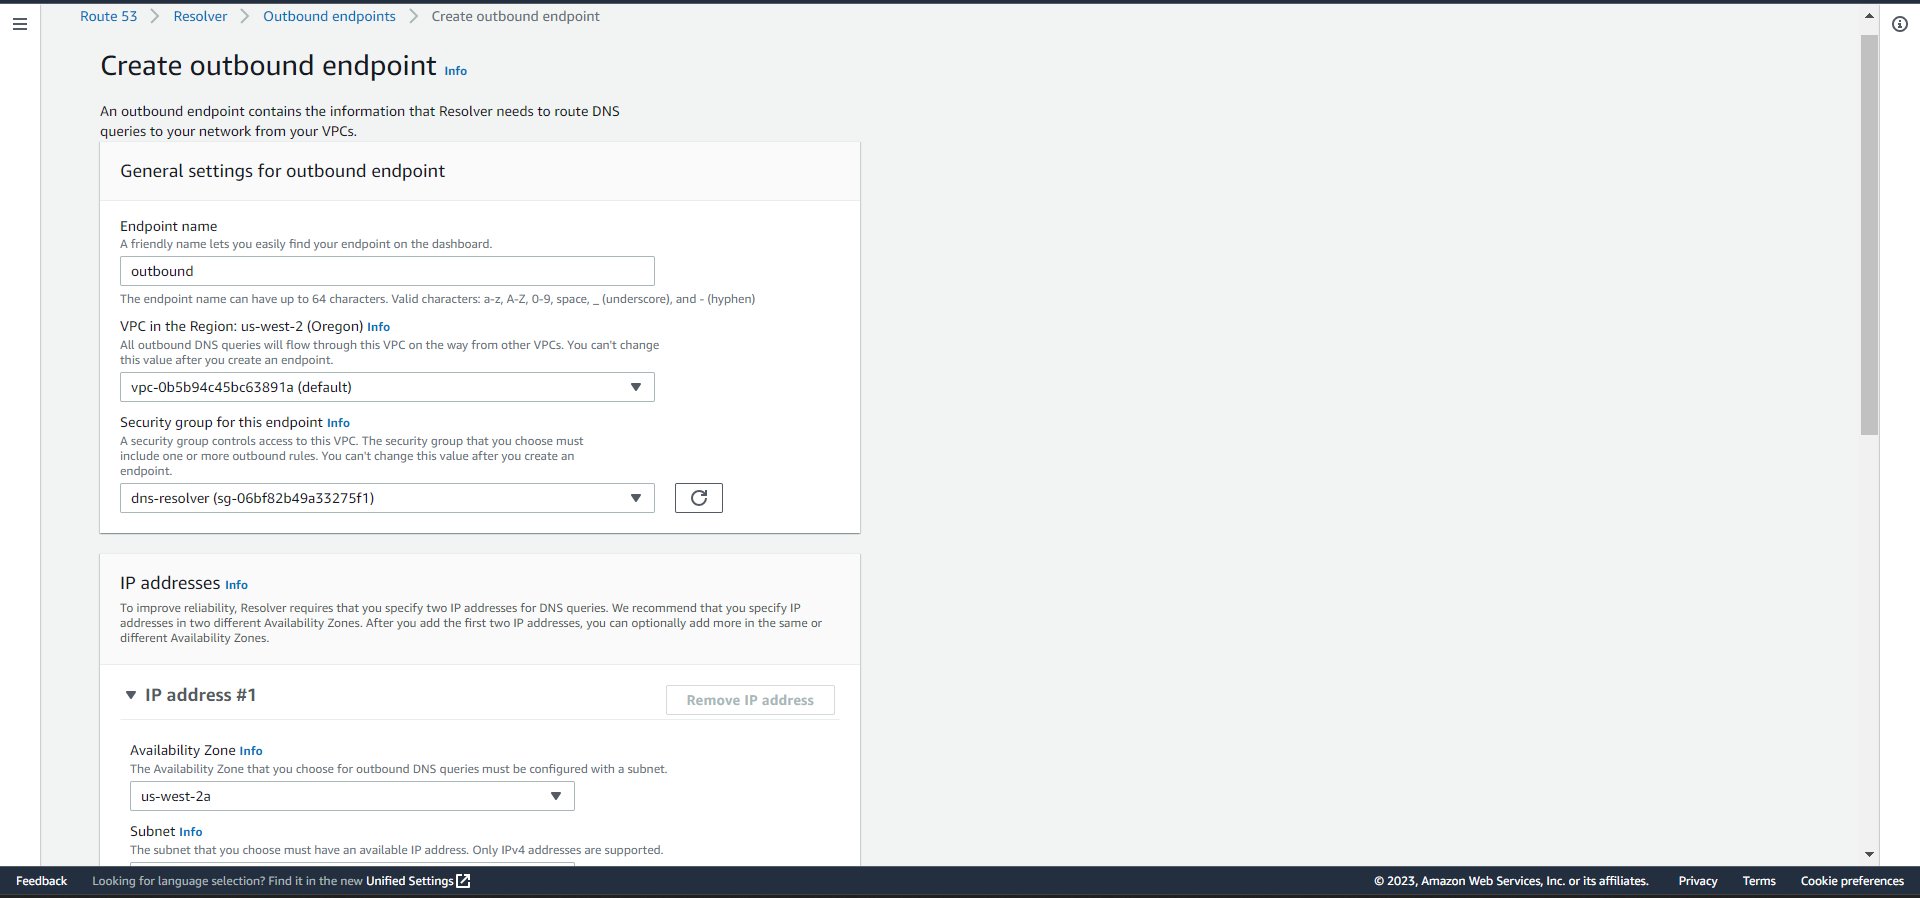 Route 53 Resolver Outbound endpoints Create outbound endpoint
Create outbound endpoint Info
An outbound endpoint contains the information that Resolver needs to route DNS
queries to your network from your VPCs.
General settings for outbound endpoint
Endpoint name
A friendly name lets you easily find your endpoint on the dashboard.
outbound
The endpoint name can have up to 64 characters. Valid characters: a-z, A-Z, 0-9, space, _ (underscore), and - (hyphen)
VPC in the Region: us-west-2 (Oregon) Info
All outbound DNS queries will flow through this VPC on the way from other VPCs. You can't change
this value after you create an endpoint.
vpc-0b5b94c45bc63891a (default)
Security group for this endpoint Info
A security group controls access to this VPC. The security group that you choose must
include one or more outbound rules. You can't change this value after you create an
endpoint.
dns-resolver (sg-06bf82b49a33275f1)
IP addresses Info
To improve reliability, Resolver requires that you specify two IP addresses for DNS queries. We recommend that you specify IP
addresses in two different Availability Zones. After you add the first two IP addresses, you can optionally add more in the same or
different Availability Zones.
IP address #1
Remove IP address
Availability Zone Info
The Availability Zone that you choose for outbound DNS queries must be configured with a subnet.
us-west-2a
Subnet Info
The subnet that you choose must have an available IP address. Only IPv4 addresses are supported.
Feedback Looking for language selection? Find it in the new Unified Settings © 2023, Amazon Web Services, Inc. or its affiliates. Privacy Terms Cookie preferences